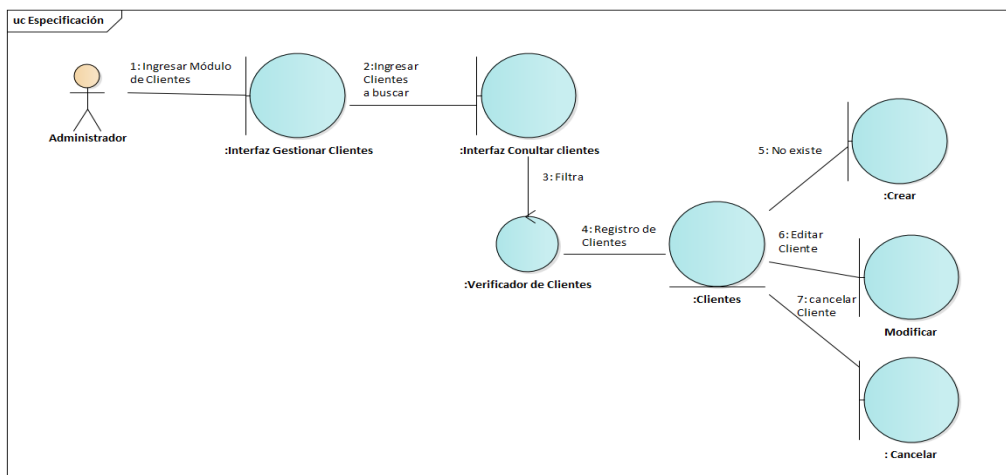 uc Especificación
1: Ingresar Módulo
de Clientes
2:Ingresar
Clientes
a buscar
Administrador
:Interfaz Gestionar Clientes
:Interfaz Conultar clientes
3: Filtra
5: No existe
:Crear
4: Registro de
Clientes
:Verificador de Clientes
:Clientes
6: Editar
Cliente
7: cancelar
Cliente
Modificar
: Cancelar